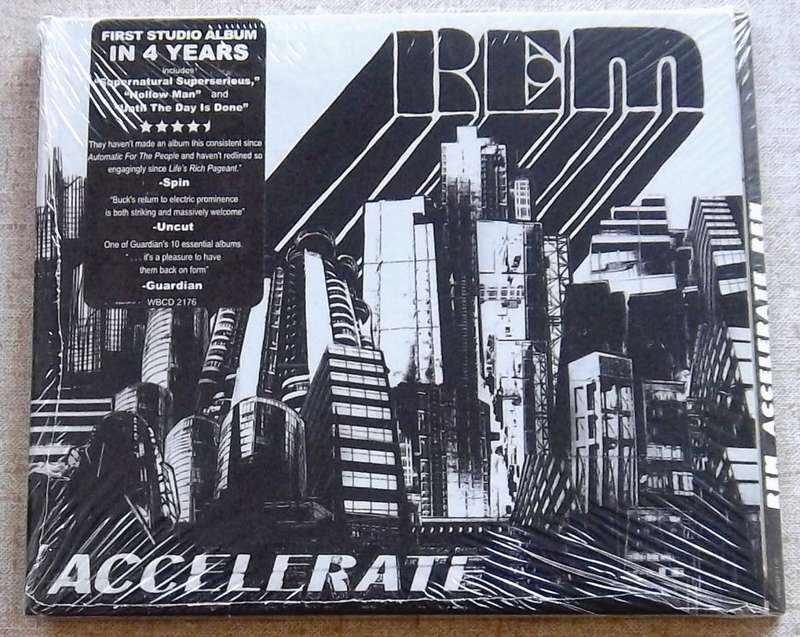 FIRST STUDIO ALBUM
IN 4 YEARS
includes
"Supernatural Superserious,"
"Hollow Man" and
"Until The Day Is Done"
They haven't made an album this consistent since
Automatic For The People and haven't redlined so
engagingly since Life's Rich Pageant."
-Spin
"Buck's return to electric prominence
is both striking and massively welcome"
-Uncut
One of Guardian's 10 essential albums.
. . . it's a pleasure to have
them back on form"
-Guardian
WBCD 2176
REM
ACCELERATE
REM ACCELERATE